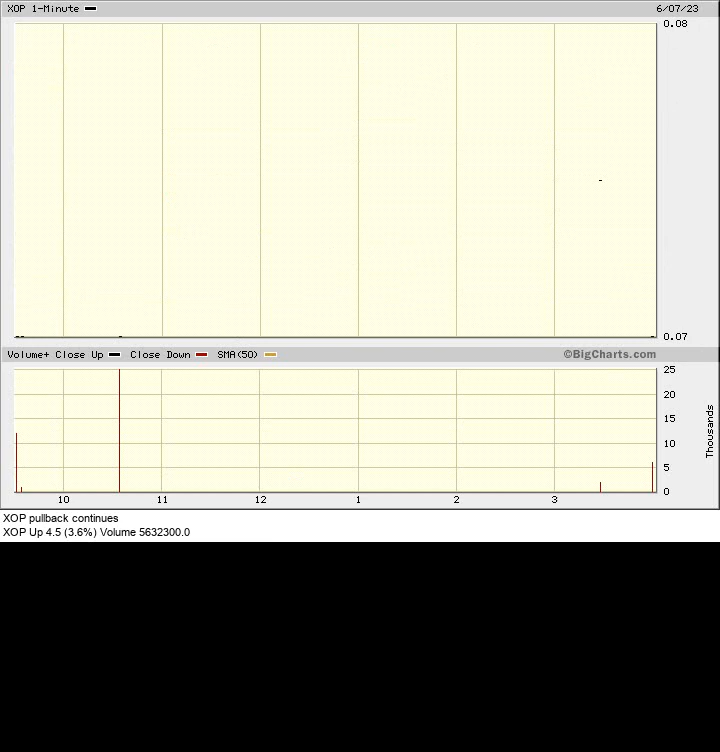 XOP 1-Minute 6/07/23
0.08
0.07
Volume+ Close Up Close Down SMA(50) ©BigCharts.com
25
20
15
10
5
0
Thousands
10 11 12 1 2 3
XOP pullback continues
XOP Up 4.5 (3.6%) Volume 5632300.0